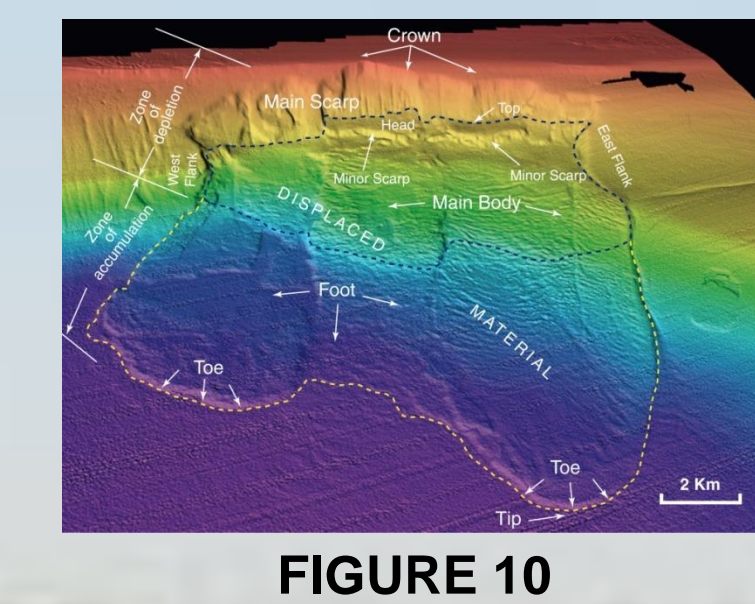 Crown
Zone
of
depletion
Main Scarp
Top
Head
West
Flank
Minor Scarp
Minor Scarp
East Flank
Zone
of
accumulation
DISPLACED
Main Body
Foot
MATERIAL
Toe
Toe
2 Km
Tip
FIGURE 10